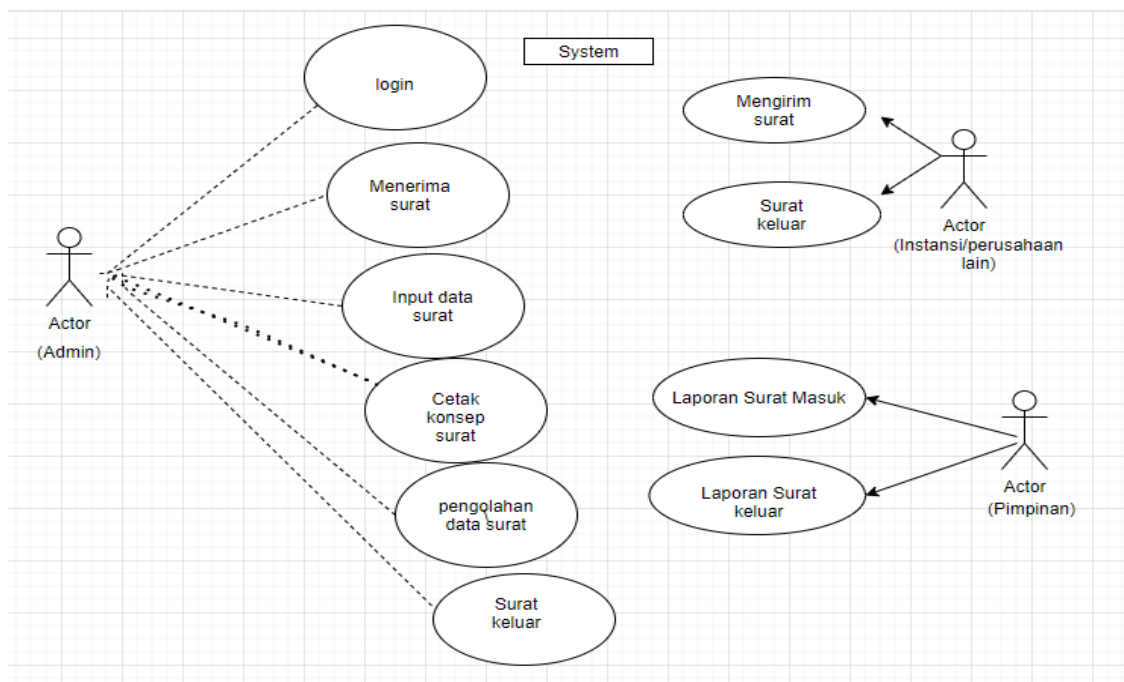 System
login
Menerima
surat
Input data
surat
Cetak
konsep
surat
pengolahan
data surat
Surat
keluar
Actor
(Admin)
Mengirim
surat
Surat
keluar
Actor
(Instansi/perusahaan
lain)
Laporan Surat Masuk
Laporan Surat
keluar
Actor
(Pimpinan)